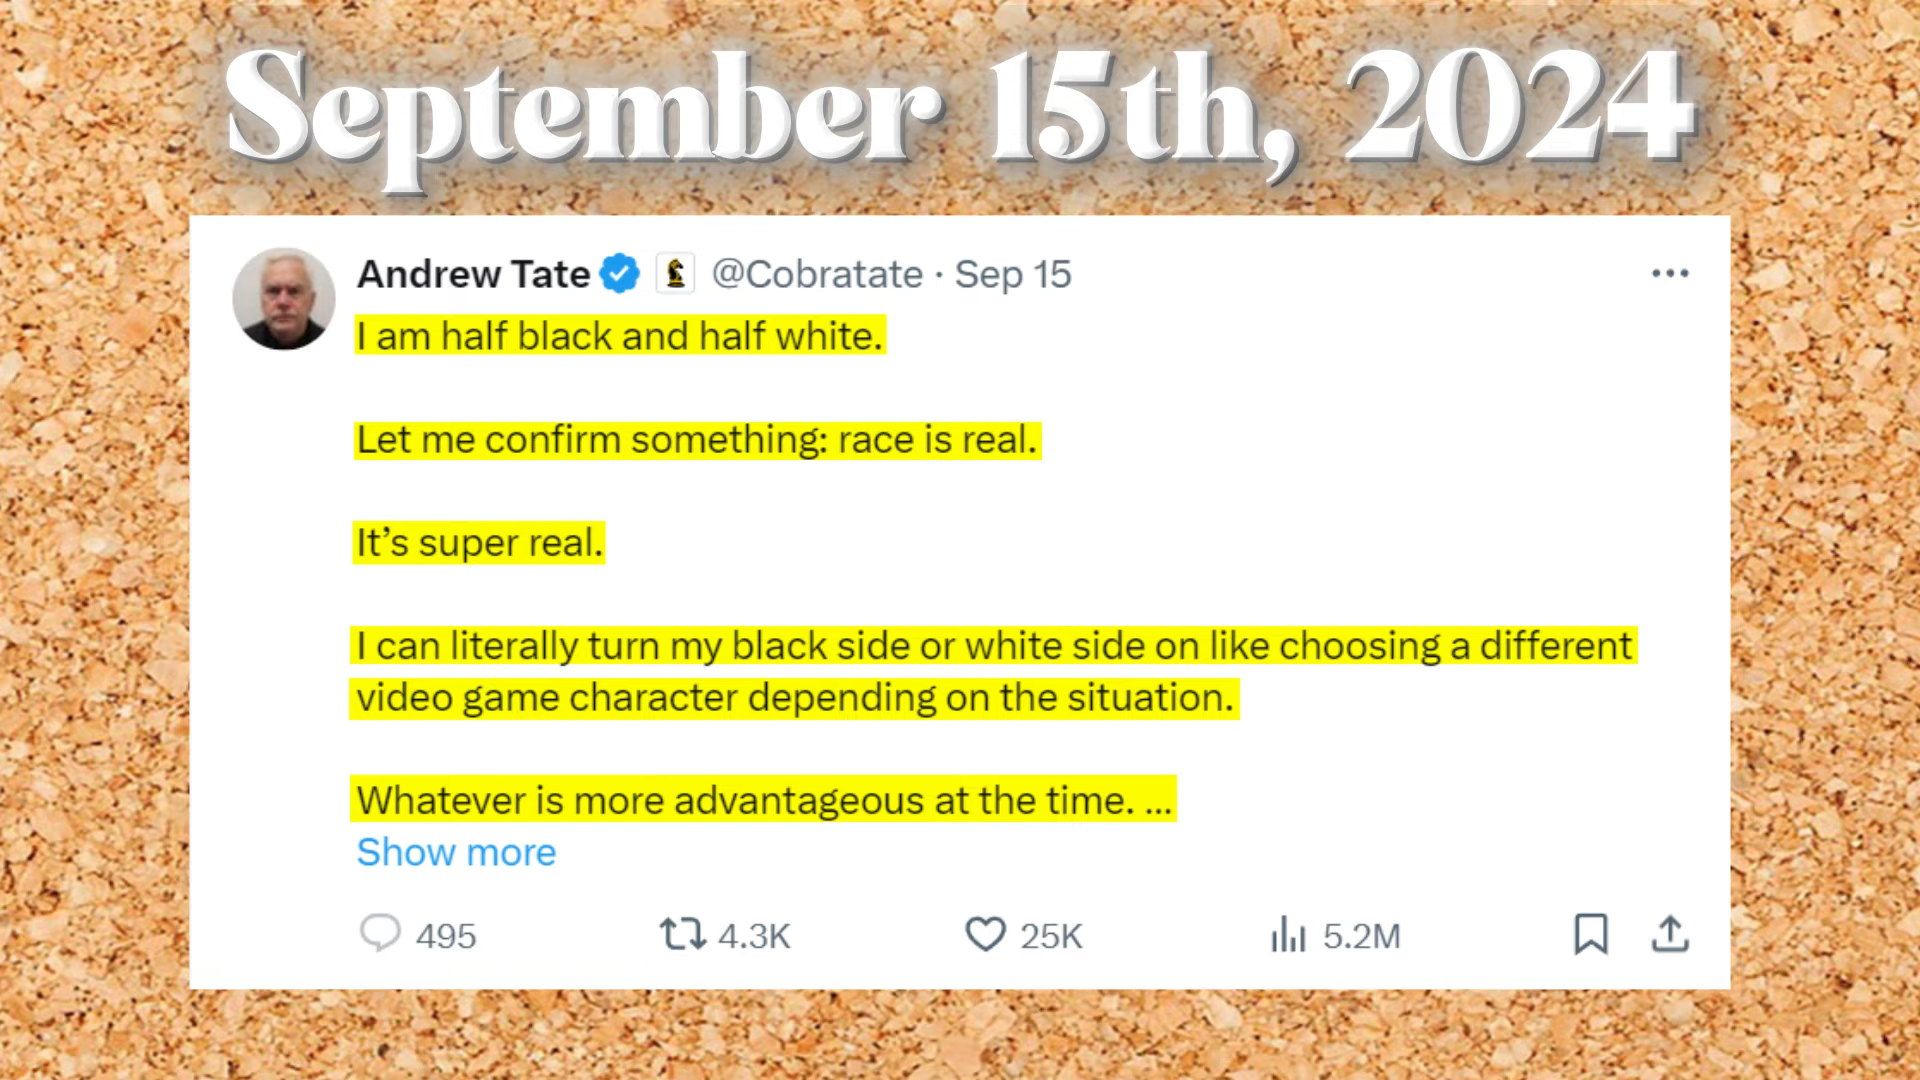 September 15th, 2024
Andrew Tate @Cobratate · Sep 15
I am half black and half white.
Let me confirm something: race is real.
It’s super real.
I can literally turn my black side or white side on like choosing a different
video game character depending on the situation.
Whatever is more advantageous at the time. ...
Show more
495 4.3K 25K 5.2M